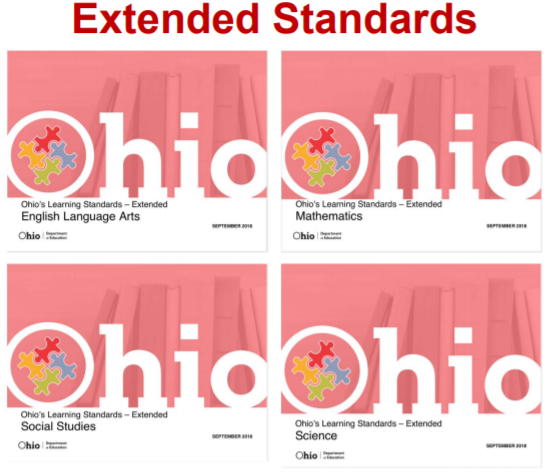 Extended Standards
Ohio
Ohio's Learning Standards – Extended
English Language Arts
SEPTEMBER 2018
Ohio | Department of Education
Ohio
Ohio's Learning Standards – Extended
Mathematics
SEPTEMBER 2018
Ohio | Department of Education
Ohio
Ohio's Learning Standards – Extended
Social Studies
SEPTEMBER 2018
Ohio | Department of Education
Ohio
Ohio's Learning Standards – Extended
Science
SEPTEMBER 2018
Ohio | Department of Education